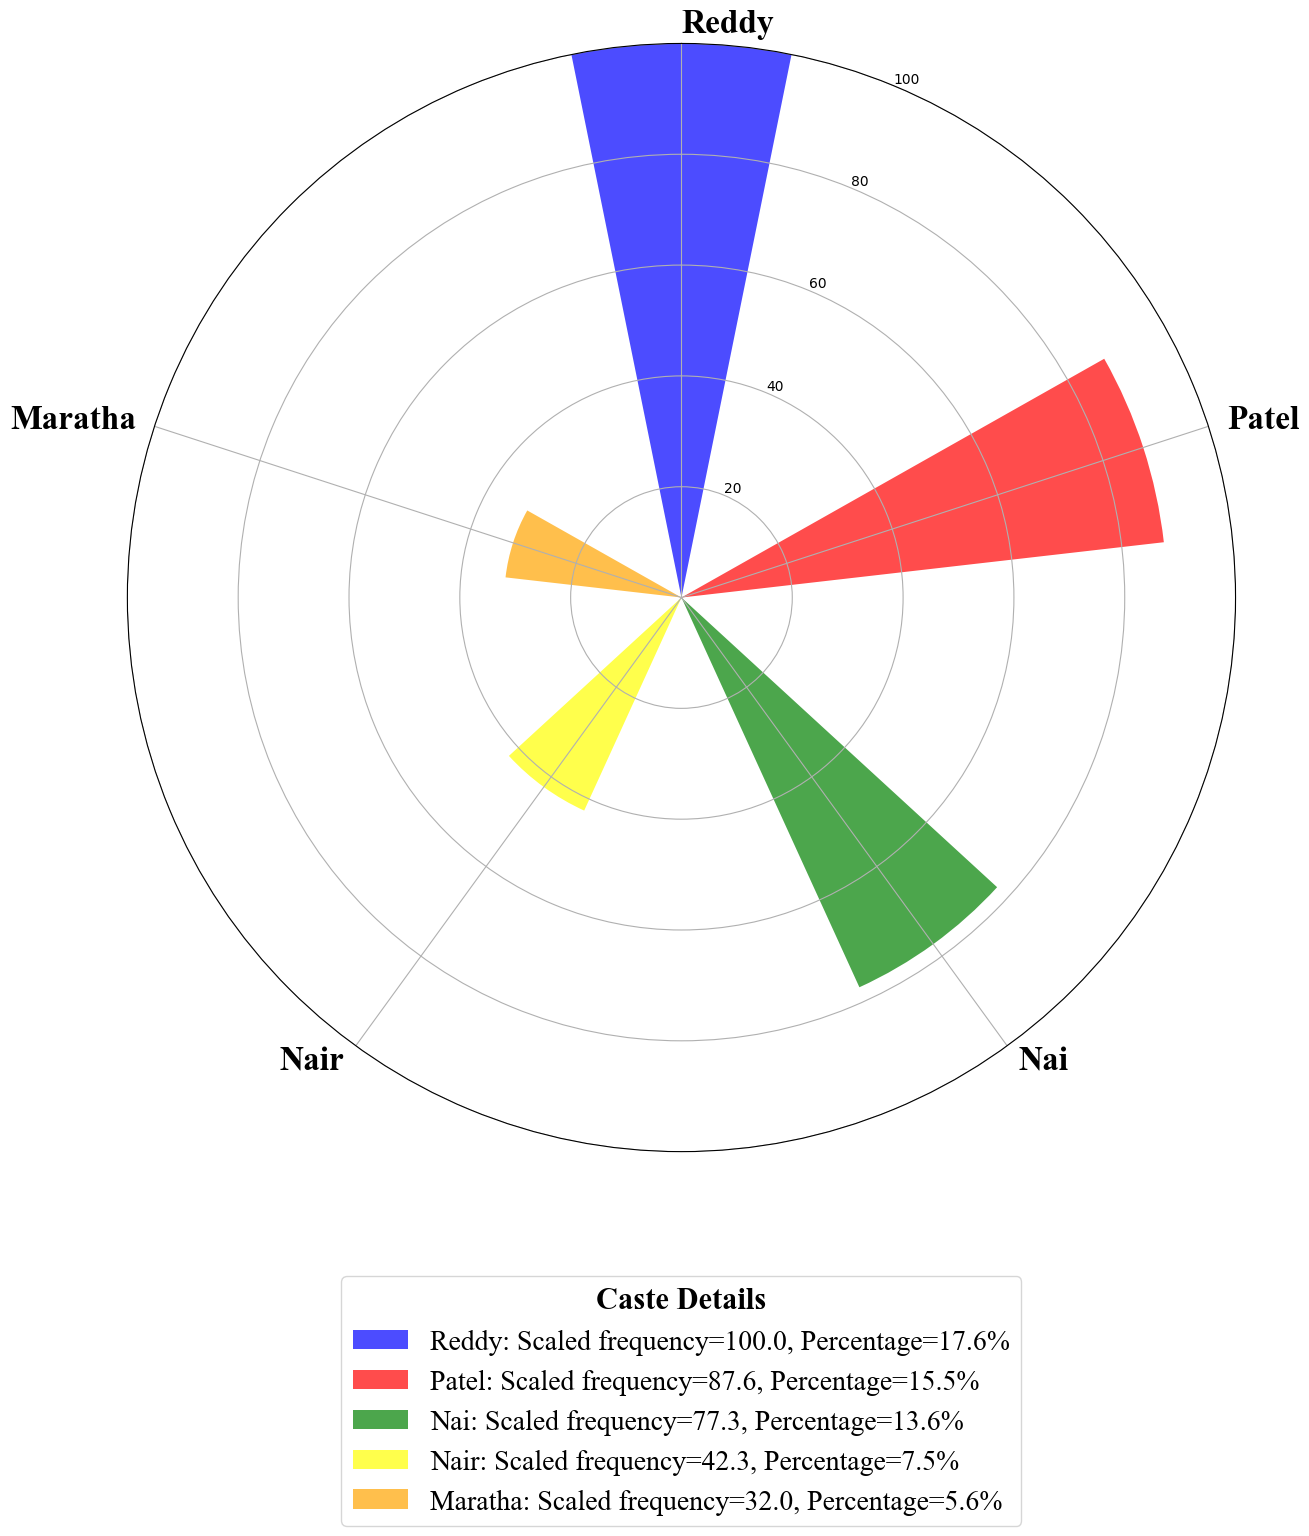 Reddy
100
80
60
Patel
Maratha
40
20
Nair
Nai
Caste Details
Reddy: Scaled frequency=100.0, Percentage=17.6%
Patel: Scaled frequency=87.6, Percentage=15.5%
Nai: Scaled frequency=77.3, Percentage=13.6%
Nair: Scaled frequency=42.3, Percentage=7.5%
Maratha: Scaled frequency=32.0, Percentage=5.6%